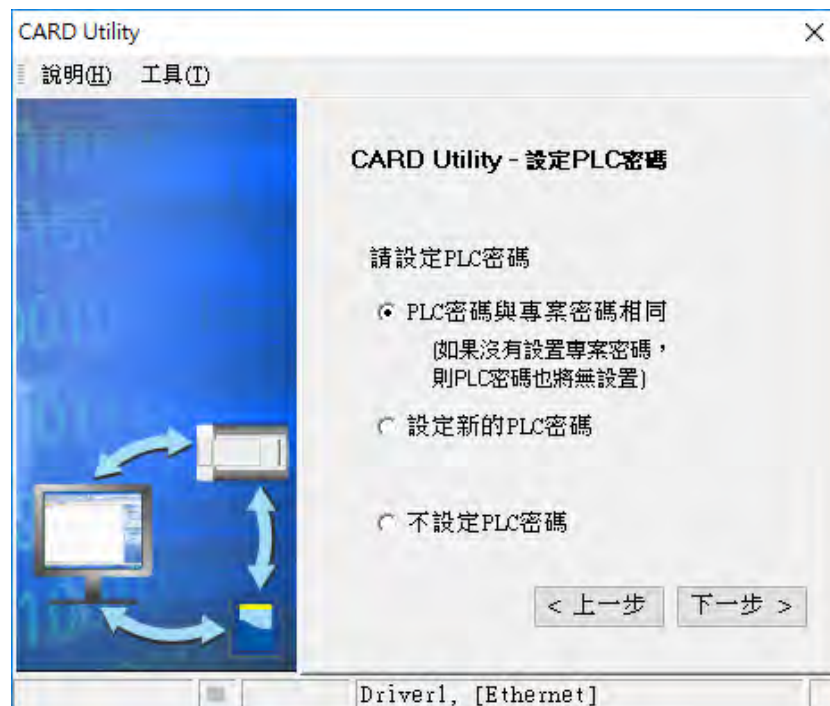 CARD Utility
說明(H) 工具(T)
CARD Utility - 設定PLC密碼
請設定PLC密碼
PLC密碼與專案密碼相同
(如果沒有設置專案密碼,
則PLC密碼也將無設置)
設定新的PLC密碼
不設定PLC密碼
< 上一步 下一步 >
Driver1, [Ethernet]